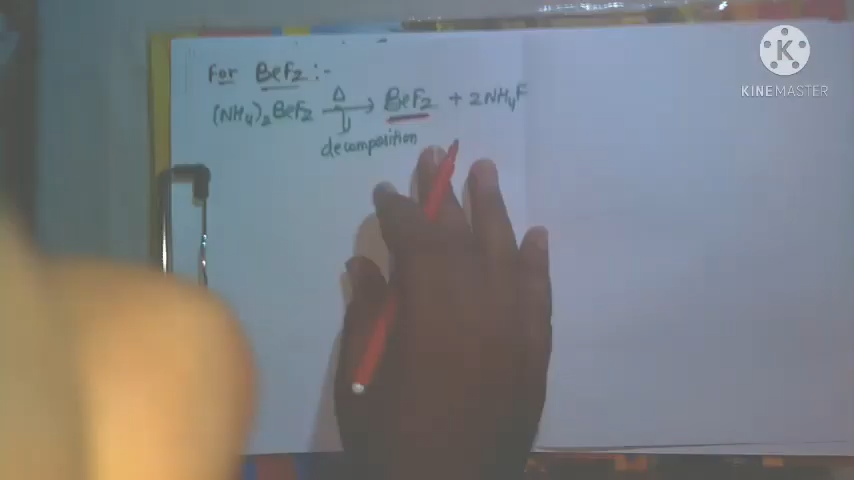 For BeF2:-
(NH4)2BeF2 Δ→ BeF2 + 2NH4F
decomposition
K
KINEMASTER